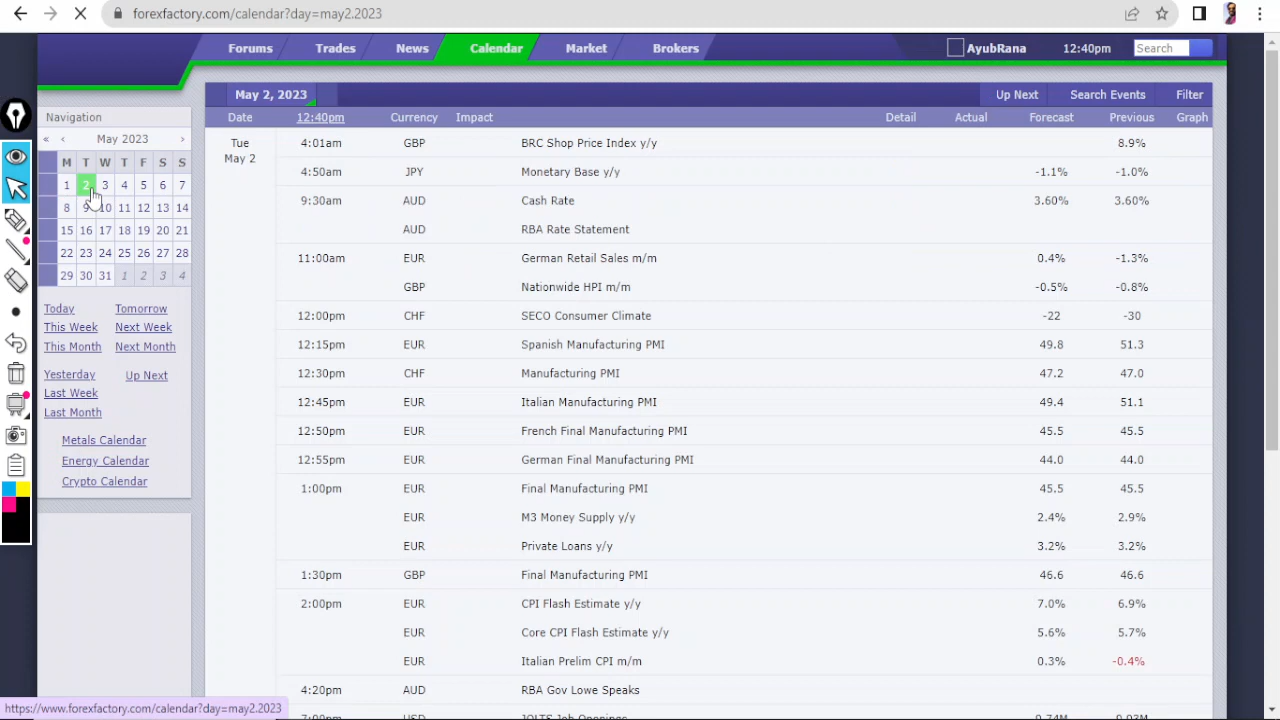 forexfactory.com/calendar?day=may2.2023
Forums Trades News Calendar Market Brokers AyubRana 12:40pm Search
Navigation
« ‹ May 2023 ›
M T W T F S S
1 2 3 4 5 6 7
8 9 10 11 12 13 14
15 16 17 18 19 20 21
22 23 24 25 26 27 28
29 30 31 1 2 3 4
Today Tomorrow
This Week Next Week
This Month Next Month
Yesterday Up Next
Last Week
Last Month
Metals Calendar
Energy Calendar
Crypto Calendar
May 2, 2023 Up Next Search Events Filter
Date 12:40pm Currency Impact Detail Actual Forecast Previous Graph
Tue
May 2
4:01am GBP BRC Shop Price Index y/y 8.9%
4:50am JPY Monetary Base y/y -1.1% -1.0%
9:30am AUD Cash Rate 3.60% 3.60%
AUD RBA Rate Statement
11:00am EUR German Retail Sales m/m 0.4% -1.3%
GBP Nationwide HPI m/m -0.5% -0.8%
12:00pm CHF SECO Consumer Climate -22 -30
12:15pm EUR Spanish Manufacturing PMI 49.8 51.3
12:30pm CHF Manufacturing PMI 47.2 47.0
12:45pm EUR Italian Manufacturing PMI 49.4 51.1
12:50pm EUR French Final Manufacturing PMI 45.5 45.5
12:55pm EUR German Final Manufacturing PMI 44.0 44.0
1:00pm EUR Final Manufacturing PMI 45.5 45.5
EUR M3 Money Supply y/y 2.4% 2.9%
EUR Private Loans y/y 3.2% 3.2%
1:30pm GBP Final Manufacturing PMI 46.6 46.6
2:00pm EUR CPI Flash Estimate y/y 7.0% 6.9%
EUR Core CPI Flash Estimate y/y 5.6% 5.7%
EUR Italian Prelim CPI m/m 0.3% -0.4%
4:20pm AUD RBA Gov Lowe Speaks
7:00pm USD JOLTS Job Openings 9.74M 9.93M
https://www.forexfactory.com/calendar?day=may2.2023